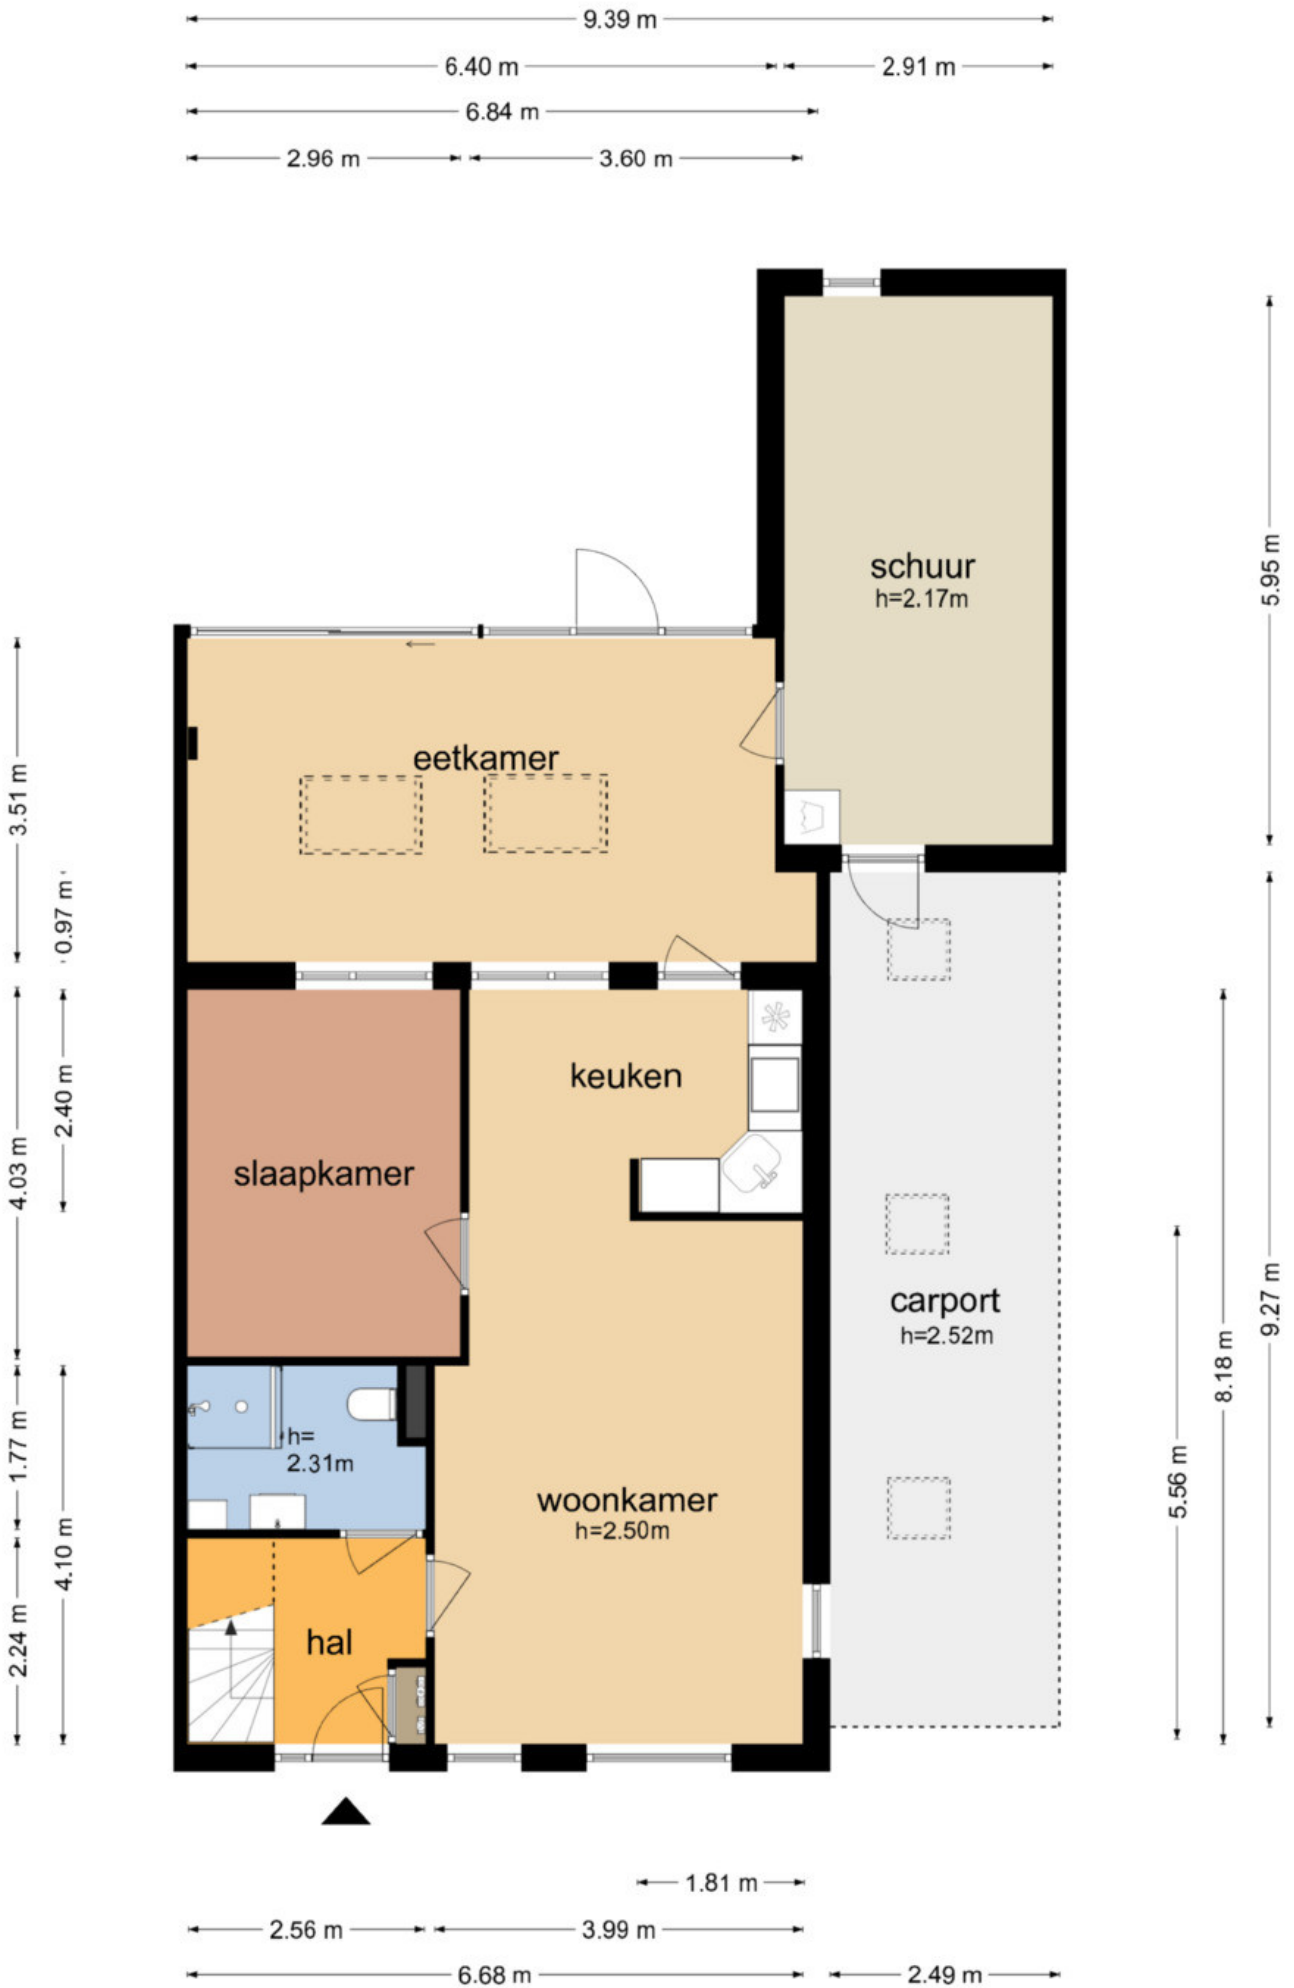 9.39 m
6.40 m
2.91 m
6.84 m
2.96 m
3.60 m
schuur
h=2.17m
5.95 m
eetkamer
3.51 m
0.97 m
keuken
2.40 m
slaapkamer
4.03 m
carport
h=2.52m
9.27 m
8.18 m
h=
2.31m
1.77 m
woonkamer
h=2.50m
5.56 m
4.10 m
hal
2.24 m
1.81 m
2.56 m
3.99 m
6.68 m
2.49 m